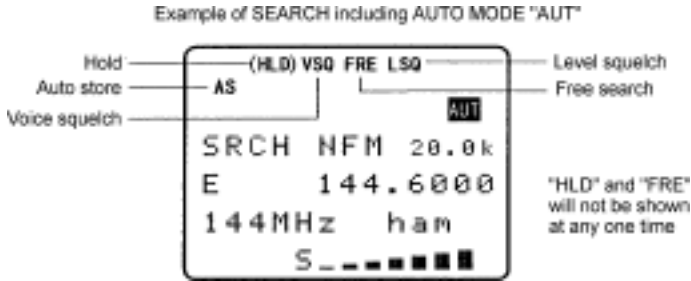 Example of SEARCH including AUTO MODE "AUT"
Hold
(HLD) VSQ FRE LSQ
Level squelch
Auto store
AS
Free search
Voice squelch
AUT
SRCH NFM 20.0k
E 144.6000
144MHz ham
S
"HLD" and "FRE"
will not be shown
at any one time